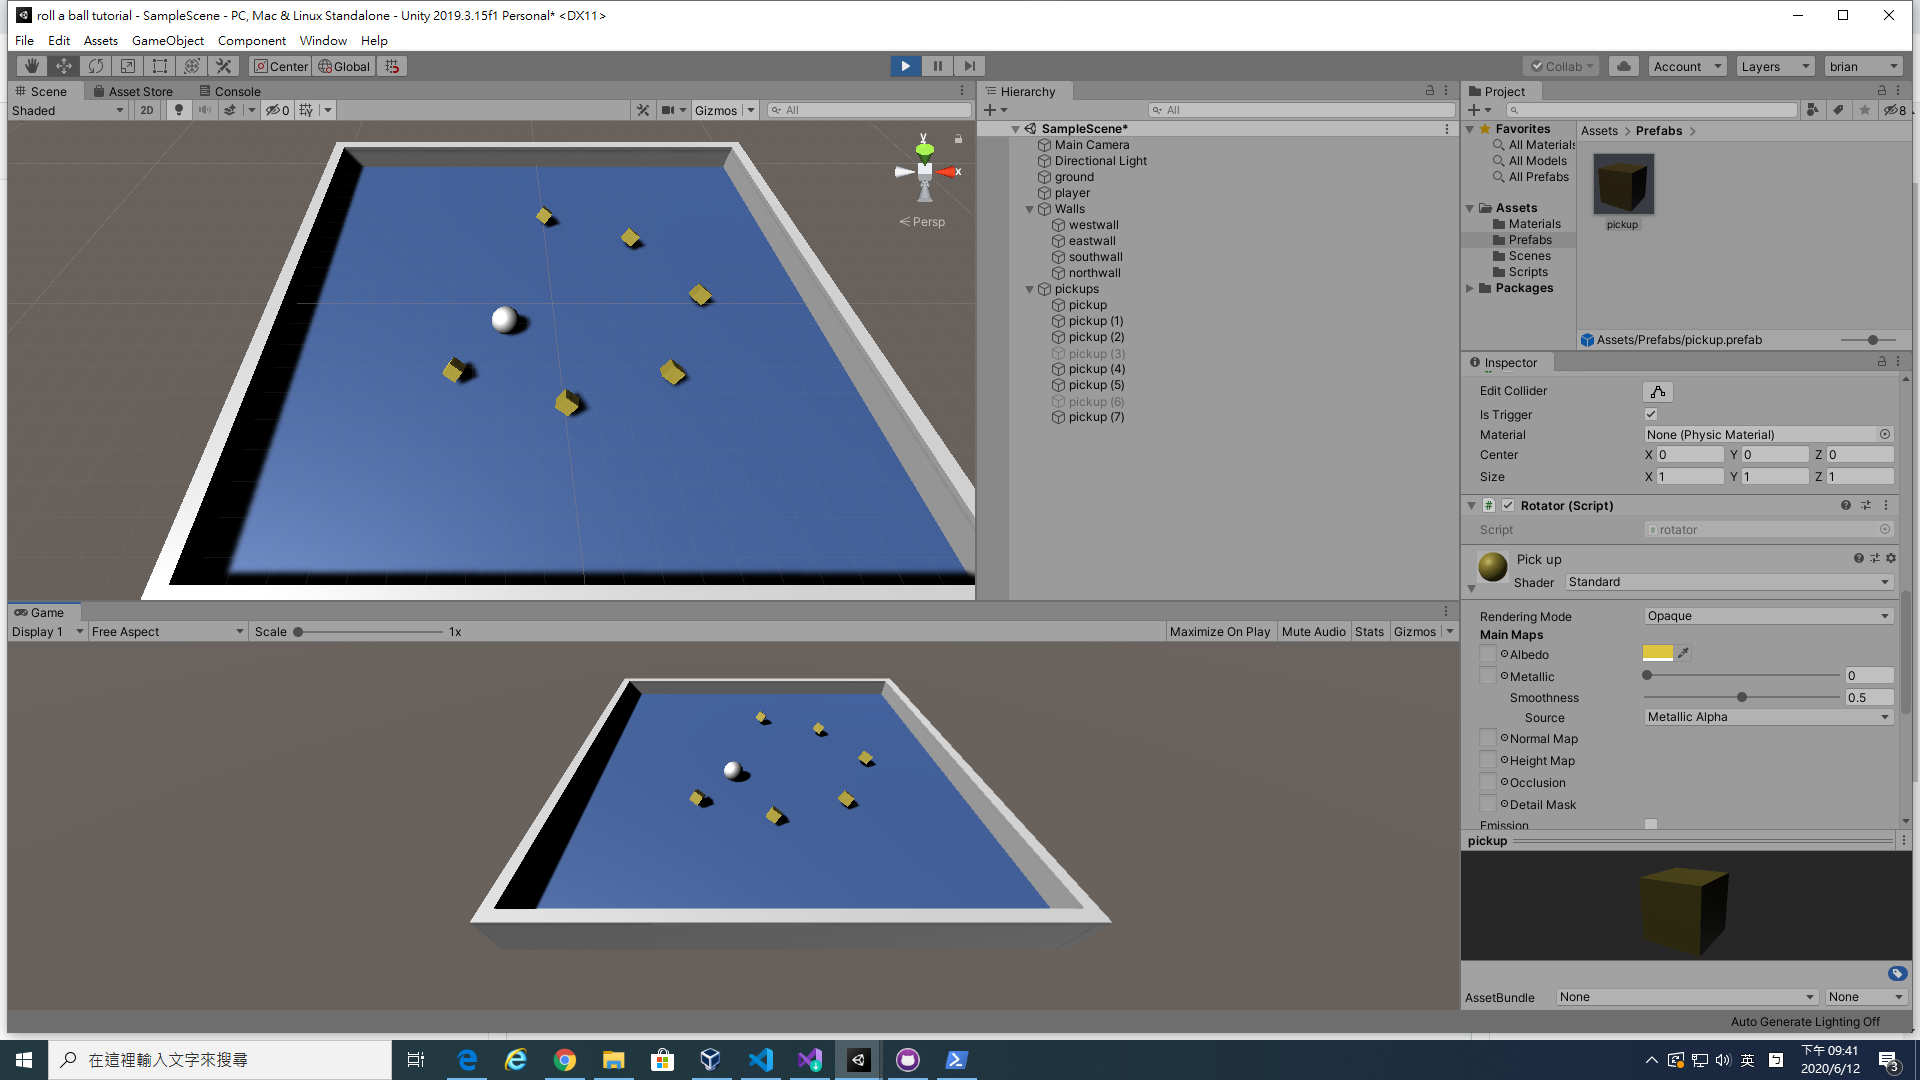 roll a ball tutorial - SampleScene - PC, Mac & Linux Standalone - Unity 2019.3.15f1 Personal* <DX11>
File Edit Assets GameObject Component Window Help
Center Global
Collab Account Layers brian
Scene Asset Store Console
Shaded 2D 0 Gizmos All
y
x
Persp
Hierarchy
All
SampleScene*
Main Camera
Directional Light
ground
player
Walls
westwall
eastwall
southwall
northwall
pickups
pickup
pickup (1)
pickup (2)
pickup (3)
pickup (4)
pickup (5)
pickup (6)
pickup (7)
Project
8
Favorites
All Materials
All Models
All Prefabs
Assets
Materials
Prefabs
Scenes
Scripts
Packages
Assets Prefabs
pickup
Assets/Prefabs/pickup.prefab
Inspector
Edit Collider
Is Trigger
Material None (Physic Material)
Center X 0 Y 0 Z 0
Size X 1 Y 1 Z 1
# Rotator (Script)
Script rotator
Pick up
Shader Standard
Rendering Mode Opaque
Main Maps
Albedo
Metallic 0
Smoothness 0.5
Source Metallic Alpha
Normal Map
Height Map
Occlusion
Detail Mask
Emission
pickup
AssetBundle None None
Auto Generate Lighting Off
Game
Display 1 Free Aspect Scale 1x Maximize On Play Mute Audio Stats Gizmos
在這裡輸入文字來搜尋
英
下午 09:41
2020/6/12
3